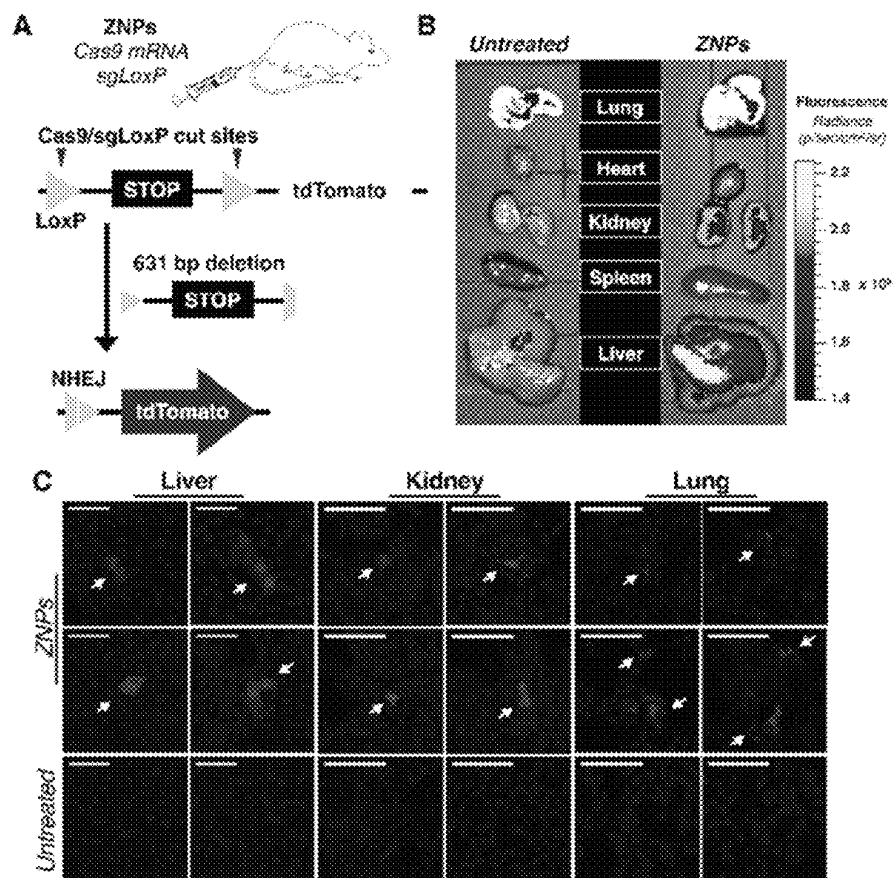 A
ZNPs
Cas9 mRNA
sgLoxP
Cas9/sgLoxP cut sites
STOP
tdTomato
LoxP
631 bp deletion
STOP
NHEJ
tdTomato
B
Untreated
ZNPs
Lung
Heart
Kidney
Spleen
Liver
Fluorescence
Radiance
2.2
2.0
1.8
1.6
1.4
C
Liver
Kidney
Lung
ZNPs
Untreated